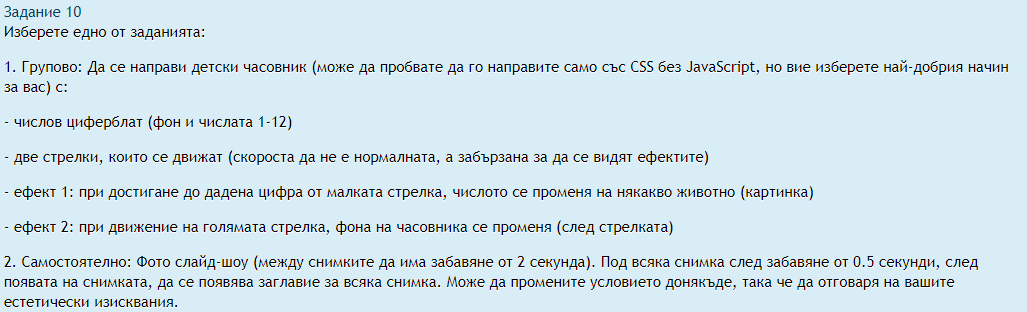 Задание 10
Изберете едно от заданията:
1. Групово: Да се направи детски часовник (може да пробвате да го направите само със CSS без JavaScript, но вие изберете най-добрия начин
за вас) с:
- числов циферблат (фон и числата 1-12)
- две стрелки, които се движат (скороста да не е нормалната, а забързана за да се видят ефектите)
- ефект 1: при достигане до дадена цифра от малката стрелка, числото се променя на някакво животно (картинка)
- ефект 2: при движение на голямата стрелка, фона на часовника се променя (след стрелката)
2. Самостоятелно: Фото слайд-шоу (между снимките да има забавяне от 2 секунда). Под всяка снимка след забавяне от 0.5 секунди, след
появата на снимката, да се появява заглавие за всяка снимка. Може да промените условието донякъде, така че да отговаря на вашите
естетически изисквания.